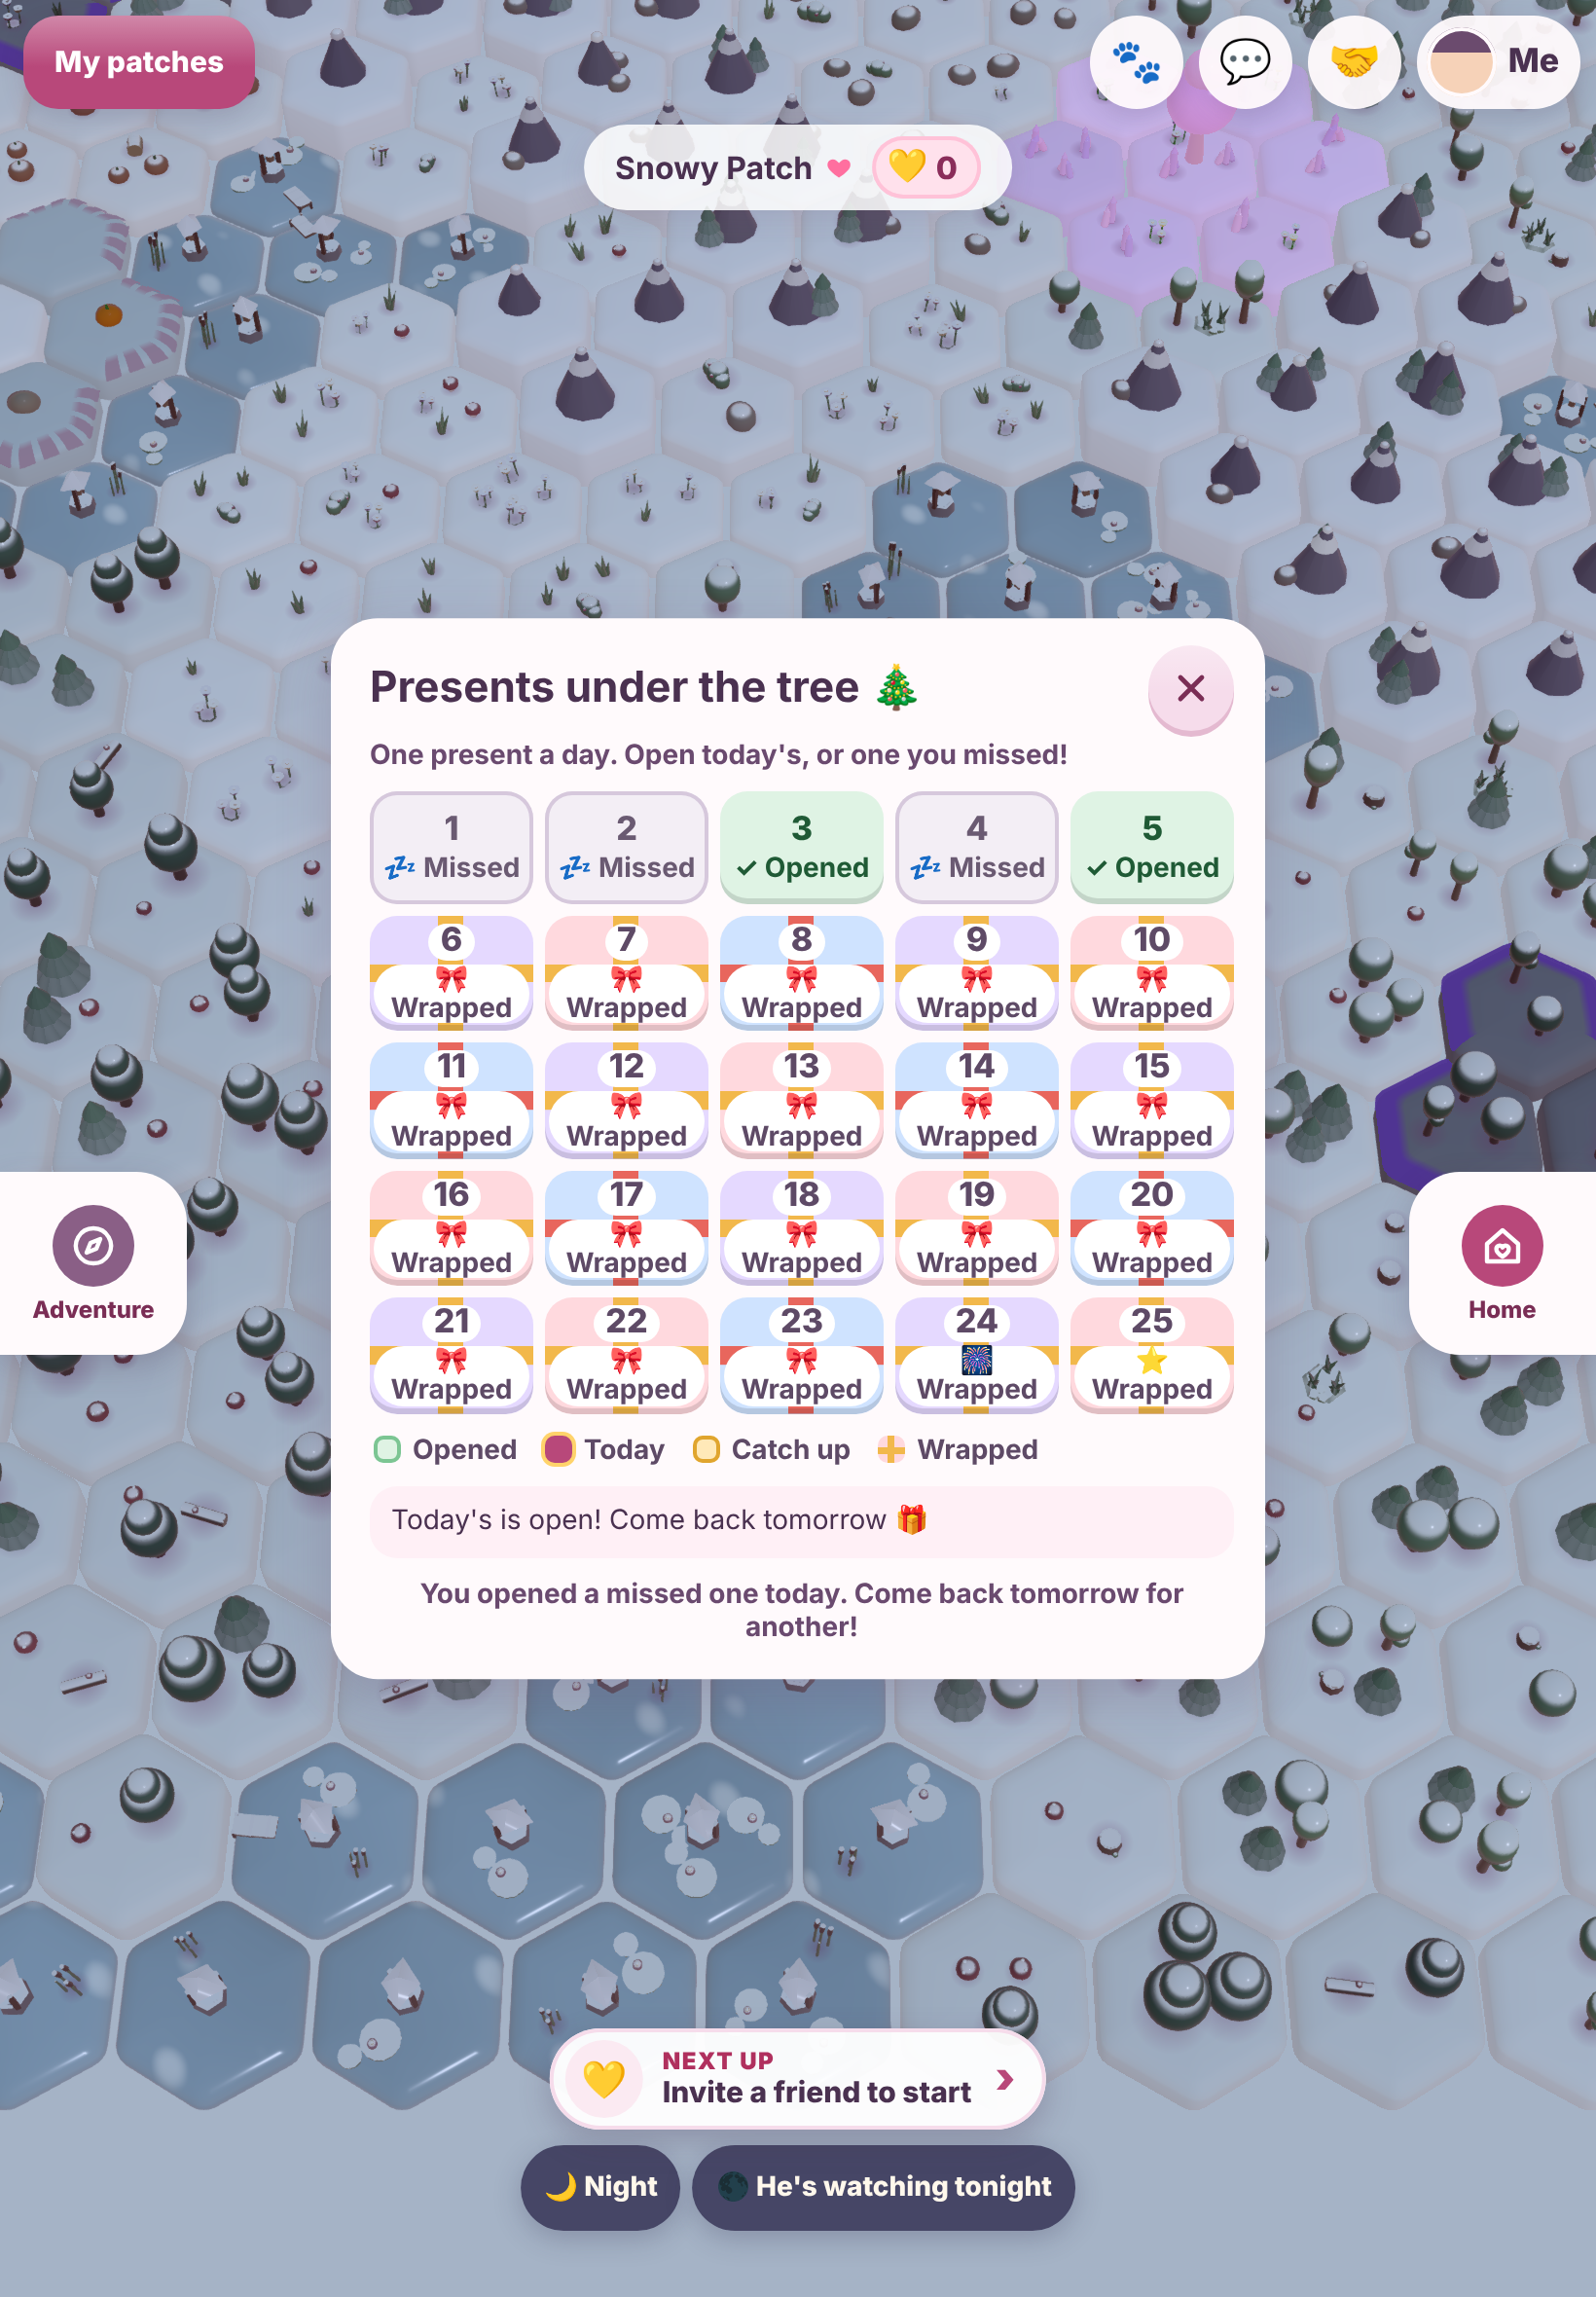 My patches
Me
Snowy Patch
0
Presents under the tree
One present a day. Open today's, or one you missed!
1 2 3 4 5
Missed Missed Opened Missed Opened
6 7 8 9 10
Wrapped Wrapped Wrapped Wrapped Wrapped
11 12 13 14 15
Wrapped Wrapped Wrapped Wrapped Wrapped
16 17 18 19 20
Wrapped Wrapped Wrapped Wrapped Wrapped
21 22 23 24 25
Wrapped Wrapped Wrapped Wrapped Wrapped
Opened Today Catch up Wrapped
Today's is open! Come back tomorrow
You opened a missed one today. Come back tomorrow for
another!
Adventure
Home
NEXT UP
Invite a friend to start
Night
He's watching tonight